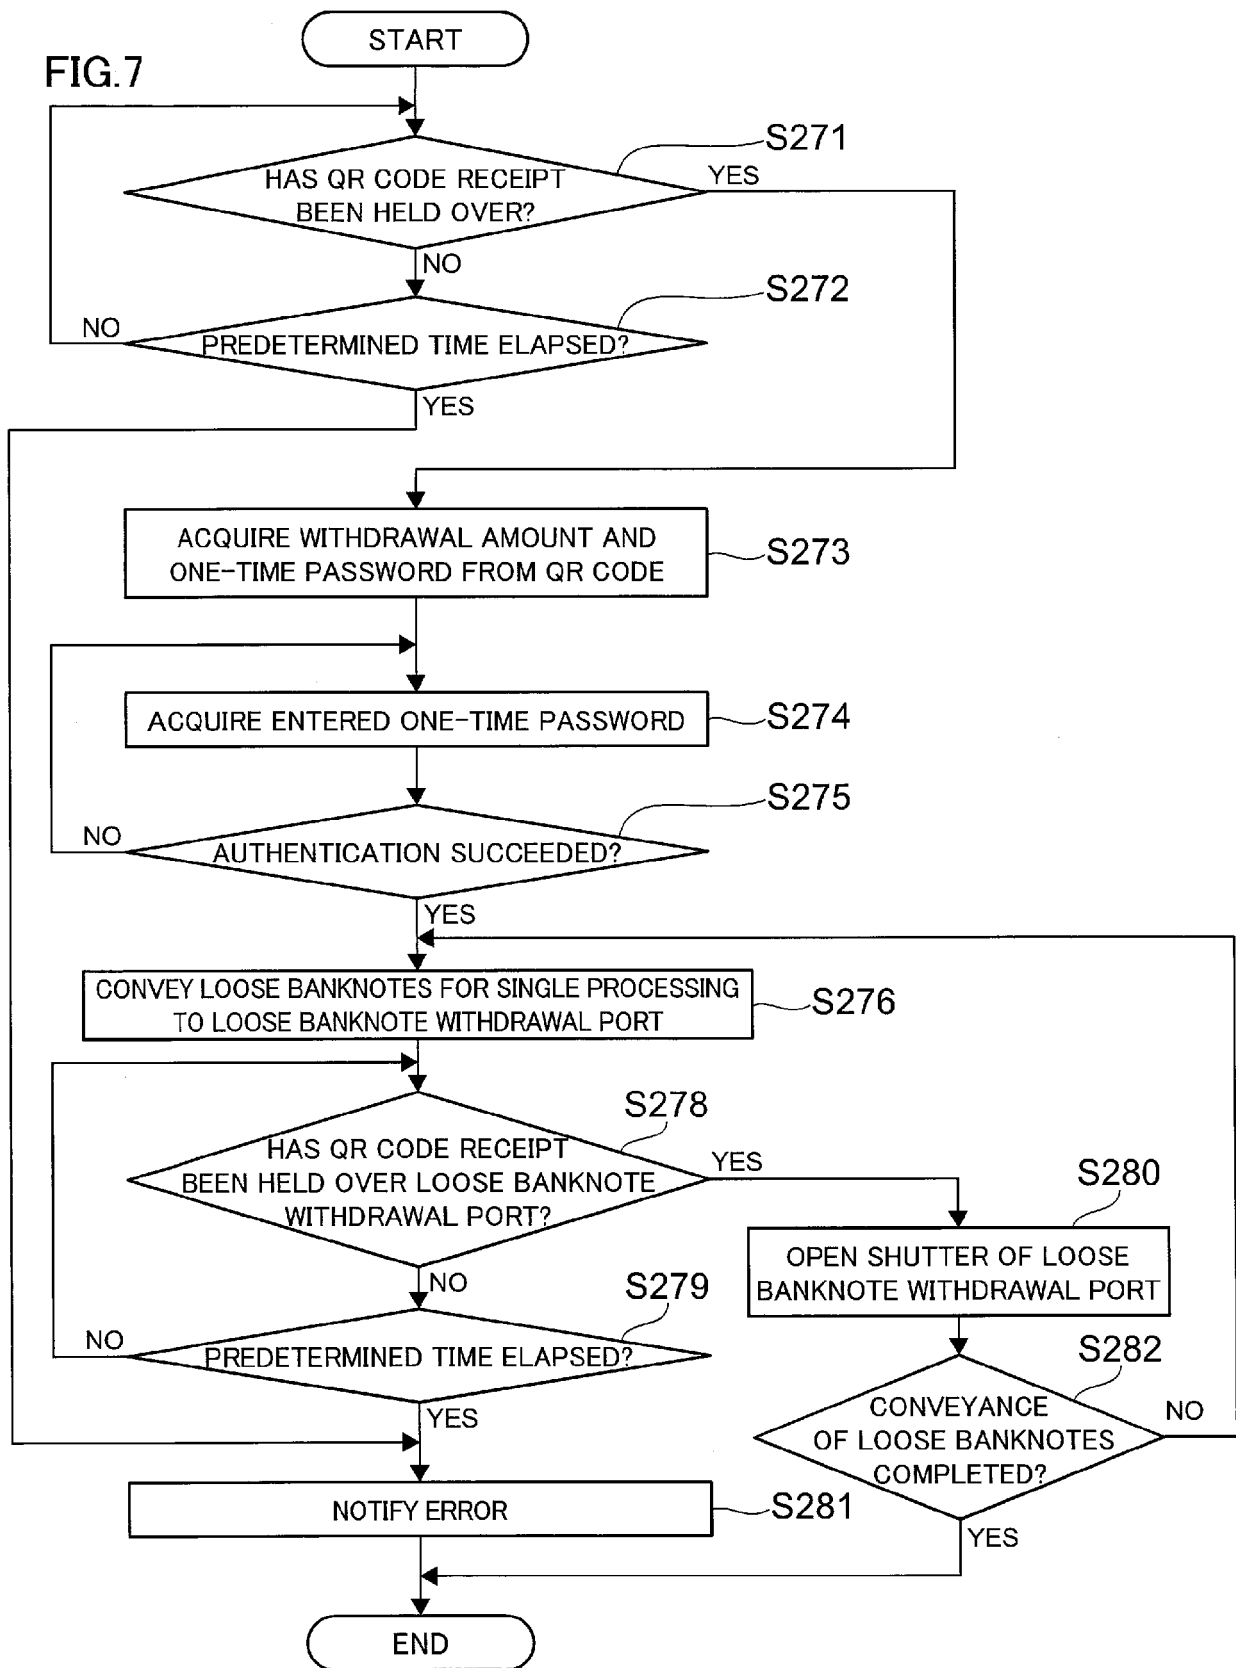 START
FIG.7
S271
HAS QR CODE RECEIPT
BEEN HELD OVER?
YES
NO
S272
NO
PREDETERMINED TIME ELAPSED?
YES
ACQUIRE WITHDRAWAL AMOUNT AND
ONE-TIME PASSWORD FROM QR CODE
S273
ACQUIRE ENTERED ONE-TIME PASSWORD
S274
S275
NO
AUTHENTICATION SUCCEEDED?
YES
CONVEY LOOSE BANKNOTES FOR SINGLE PROCESSING
TO LOOSE BANKNOTE WITHDRAWAL PORT
S276
S278
HAS QR CODE RECEIPT
BEEN HELD OVER LOOSE BANKNOTE
WITHDRAWAL PORT?
YES
S280
OPEN SHUTTER OF LOOSE
BANKNOTE WITHDRAWAL PORT
NO
S279
NO
PREDETERMINED TIME ELAPSED?
YES
S282
CONVEYANCE
OF LOOSE BANKNOTES
COMPLETED?
NO
YES
NOTIFY ERROR
S281
END